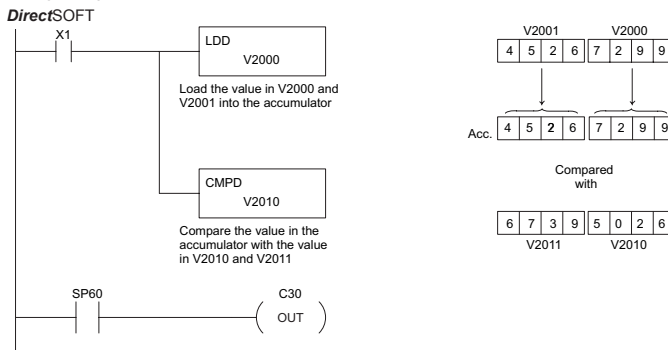 DirectSOFT
X1
LDD
V2000
Load the value in V2000 and
V2001 into the accumulator
CMPD
V2010
Compare the value in the
accumulator with the value
in V2010 and V2011
SP60
C30
OUT
V2001 V2000
4 5 2 6 7 2 9 9
Acc. 4 5 2 6 7 2 9 9
Compared
with
6 7 3 9 5 0 2 6
V2011 V2010